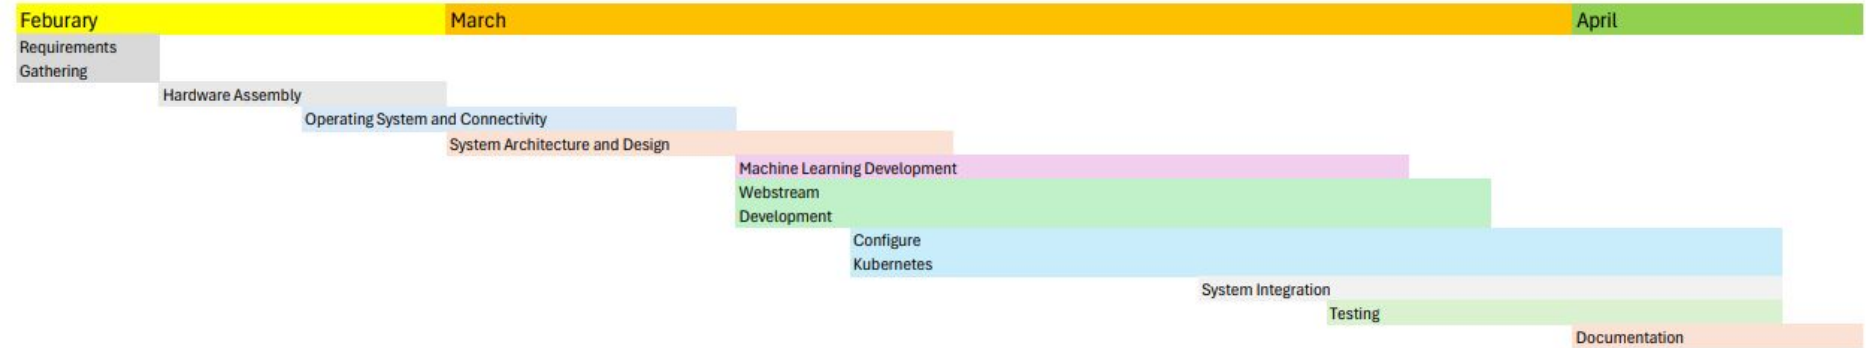 Feburary March April
Requirements
Gathering
Hardware Assembly
Operating System and Connectivity
System Architecture and Design
Machine Learning Development
Webstream
Development
Configure
Kubernetes
System Integration
Testing
Documentation